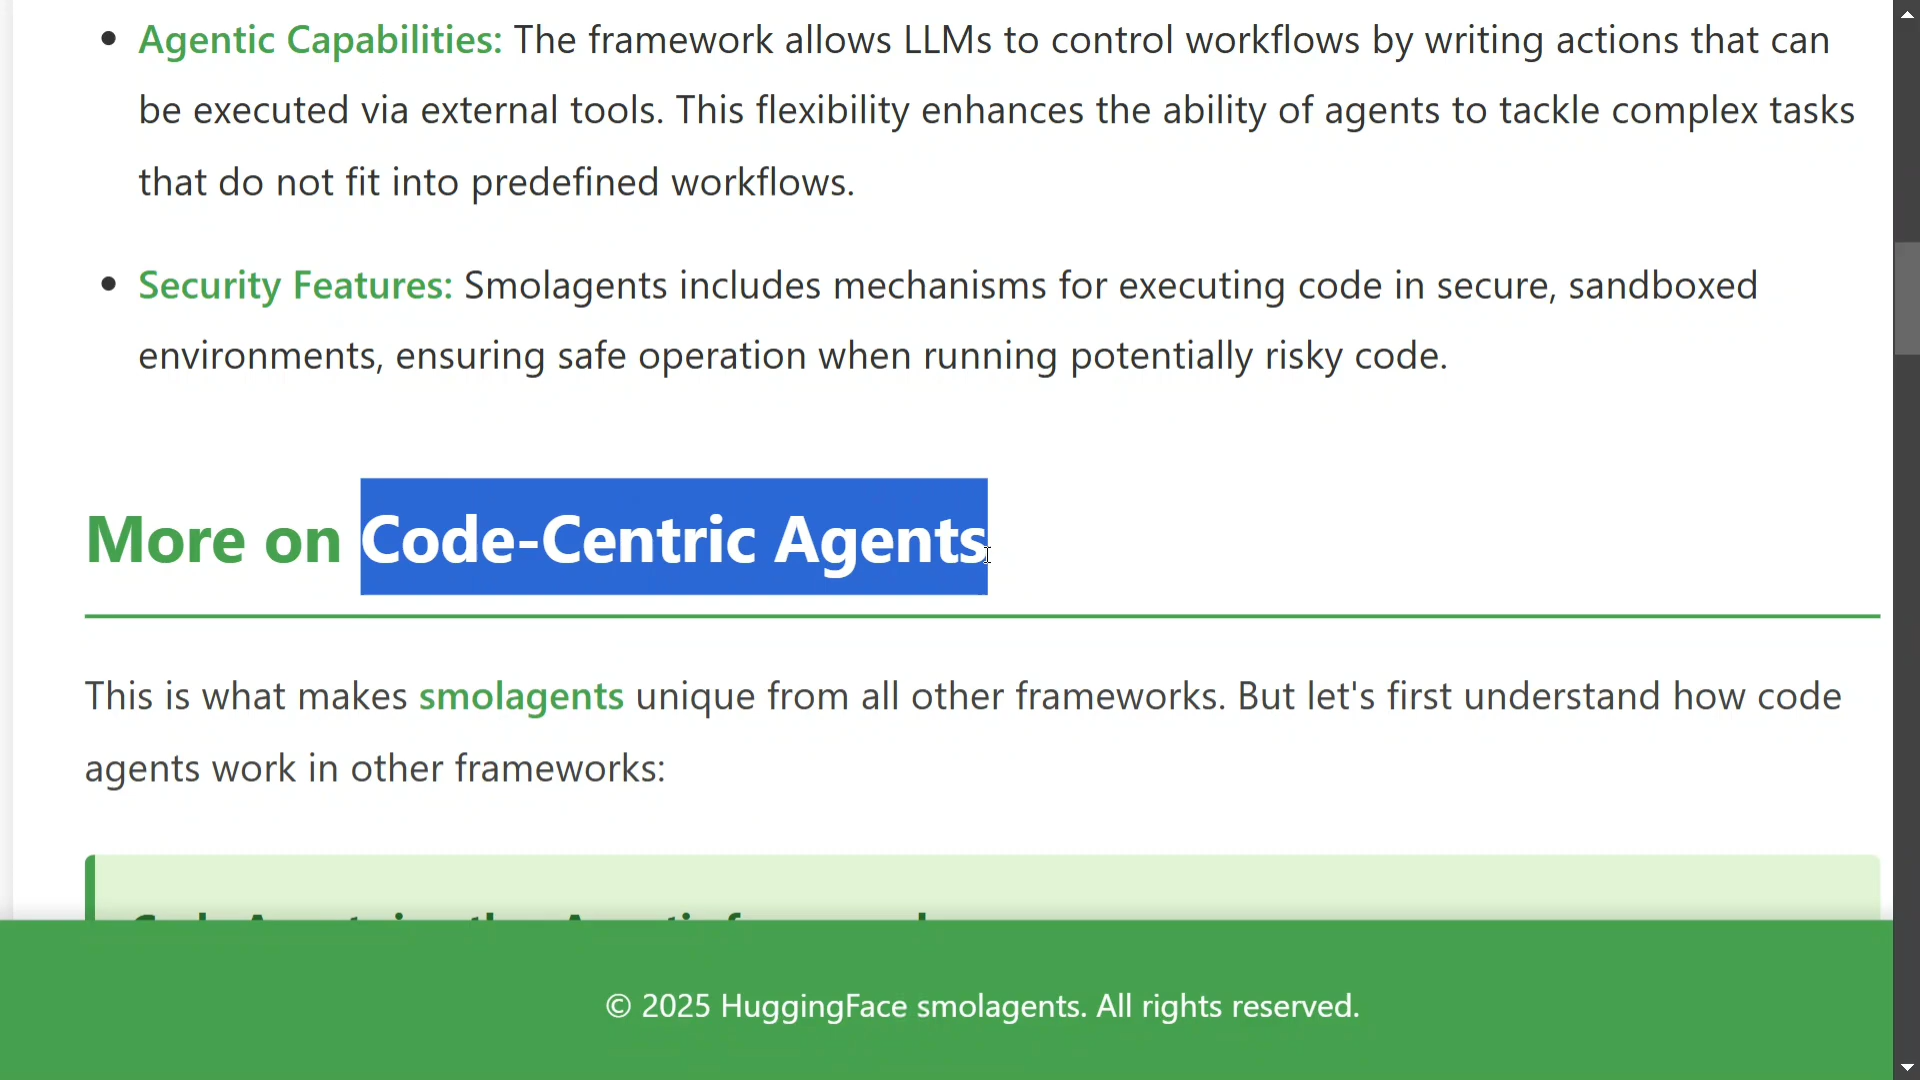 • Agentic Capabilities: The framework allows LLMs to control workflows by writing actions that can
be executed via external tools. This flexibility enhances the ability of agents to tackle complex tasks
that do not fit into predefined workflows.
• Security Features: Smolagents includes mechanisms for executing code in secure, sandboxed
environments, ensuring safe operation when running potentially risky code.
More on Code-Centric Agents
This is what makes smolagents unique from all other frameworks. But let's first understand how code
agents work in other frameworks:
© 2025 HuggingFace smolagents. All rights reserved.